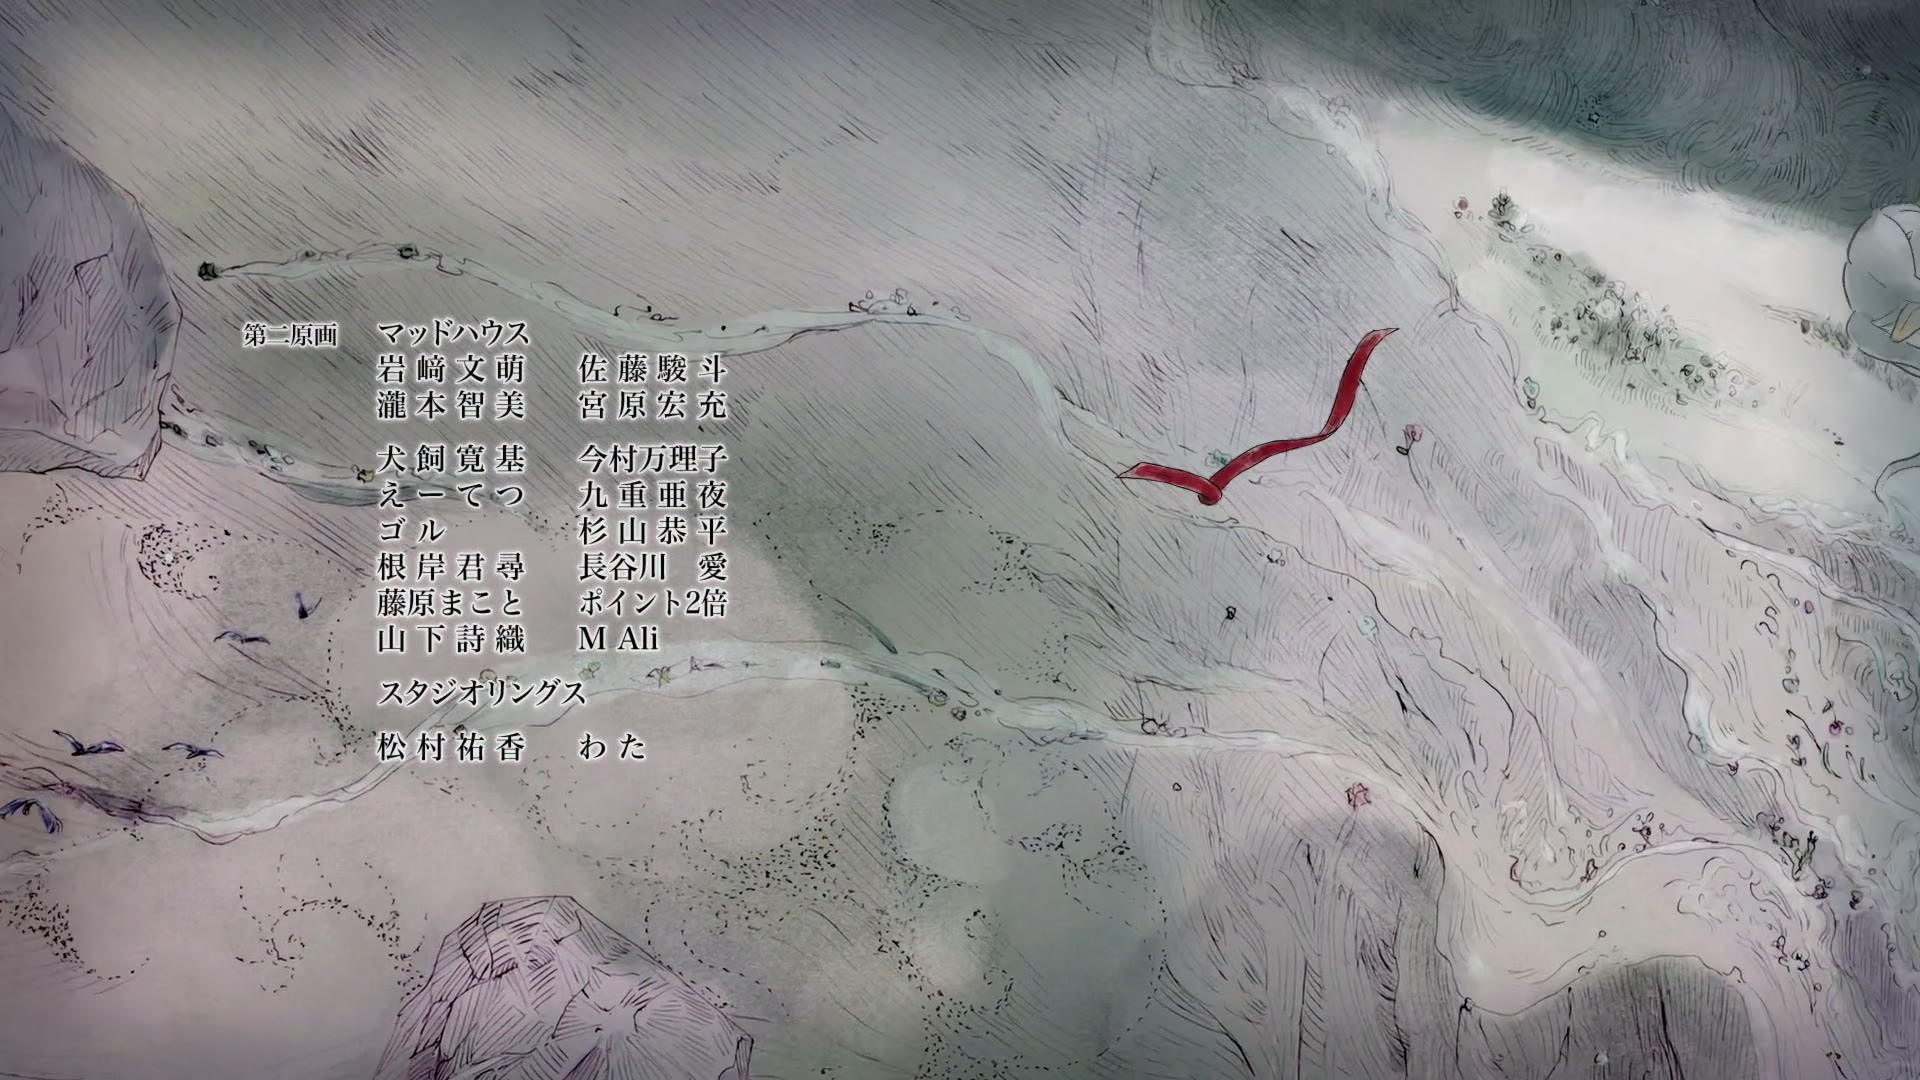 第二原画 マッドハウス
岩﨑文萌 佐藤駿斗
瀧本智美 宮原宏充
犬飼寛基 今村万理子
えーてつ 九重亜夜
ゴル 杉山恭平
根岸君尋 長谷川 愛
藤原まこと ポイント2倍
山下詩織 M Ali
スタジオリングス
松村祐香 わた